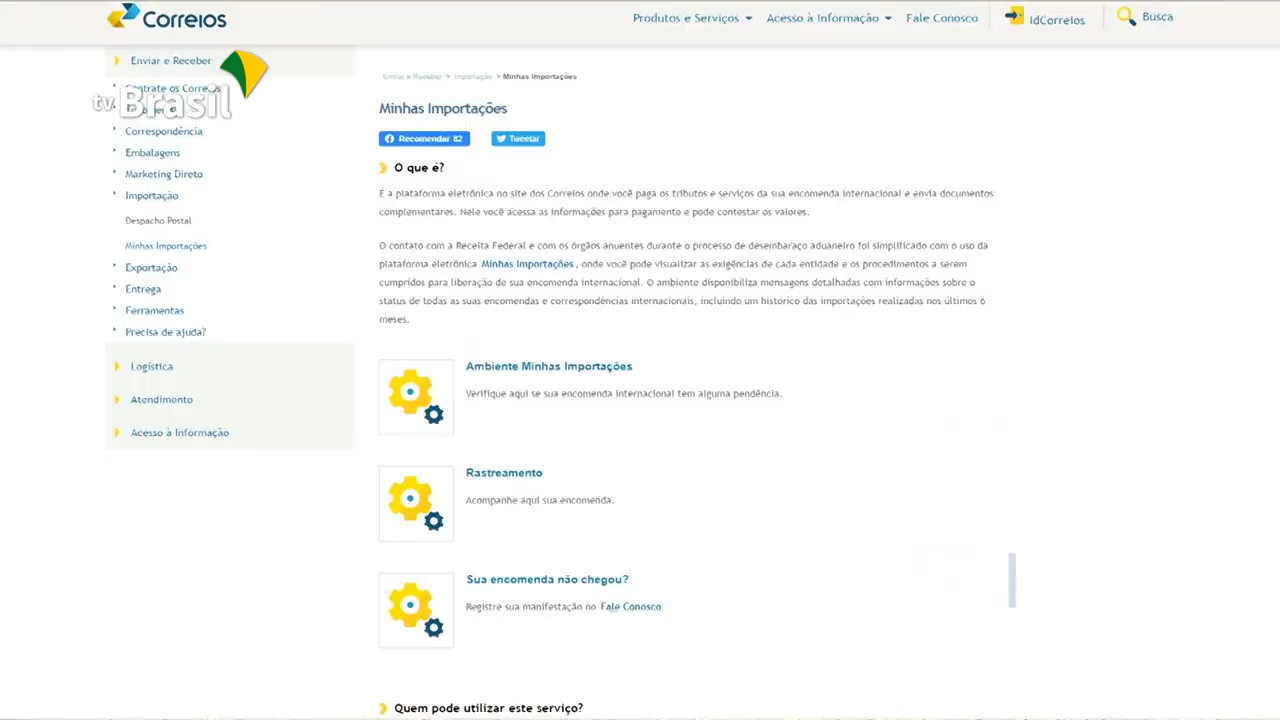 Correios
Produtos e Serviços
Acesso à Informação
Fale Conosco
IdCorreios
Busca
Enviar e Receber
tv Brasil
Correspondência
Embalagens
Marketing Direto
Importação
Despacho Postal
Minhas Importações
Exportação
Entrega
Ferramentas
Precisa de ajuda?
Logística
Atendimento
Acesso à Informação
Enviar e Receber > Importação > Minhas Importações
Minhas Importações
Recomendar 82
Tweetar
O que é?
É a plataforma eletrônica no site dos Correios onde você paga os tributos e serviços da sua encomenda internacional e envia documentos
complementares. Nele você acessa as informações para pagamento e pode contestar os valores.
O contato com a Receita Federal e com os órgãos anuentes durante o processo de desembaraço aduaneiro foi simplificado com o uso da
plataforma eletrônica Minhas Importações, onde você pode visualizar as exigências de cada entidade e os procedimentos a serem
cumpridos para liberação de sua encomenda internacional. O ambiente disponibiliza mensagens detalhadas com informações sobre o
status de todas as suas encomendas e correspondências internacionais, incluindo um histórico das importações realizadas nos últimos 6
meses.
Ambiente Minhas Importações
Verifique aqui se sua encomenda internacional tem alguma pendência.
Rastreamento
Acompanhe aqui sua encomenda.
Sua encomenda não chegou?
Registre sua manifestação no Fale Conosco
Quem pode utilizar este serviço?